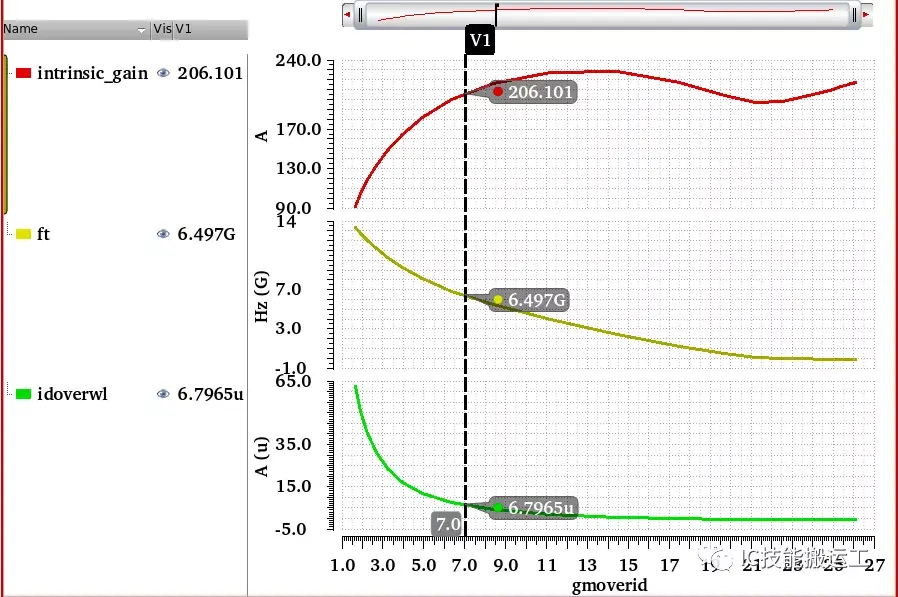 Name Vis V1
V1
intrinsic_gain 206.101
240.0
206.101
170.0
A
130.0
90.0
14
ft 6.497G
7.0
6.497G
Hz (G)
3.0
-1.0
65.0
idoverwl 6.7965u
35.0
A (u)
15.0
6.7965u
7.0
-5.0
1.0 3.0 5.0 7.0 9.0 11 13 15 17 19 21 23 25 27
IC技能搬运工
gmoverid